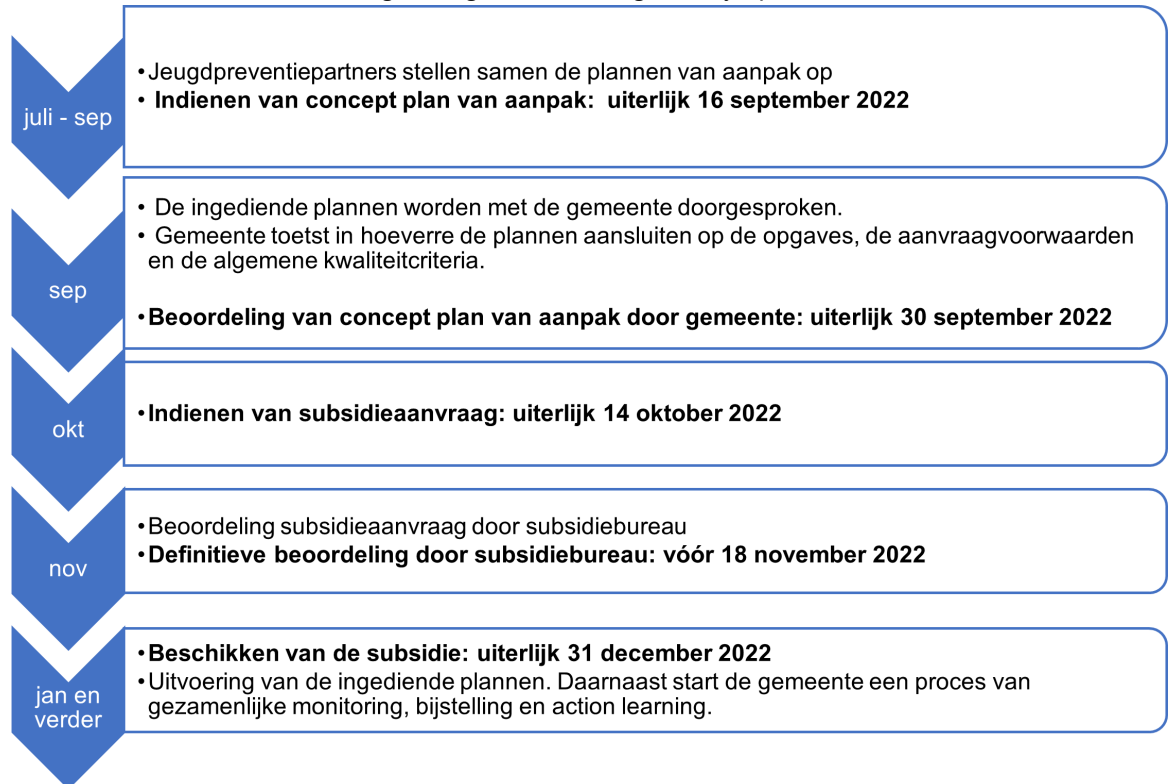 juli - sep
•Jeugdpreventiepartners stellen samen de plannen van aanpak op
• Indienen van concept plan van aanpak: uiterlijk 16 september 2022
sep
• De ingediende plannen worden met de gemeente doorgesproken.
• Gemeente toetst in hoeverre de plannen aansluiten op de opgaves, de aanvraagvoorwaarden
en de algemene kwaliteitcriteria.
•Beoordeling van concept plan van aanpak door gemeente: uiterlijk 30 september 2022
okt
•Indienen van subsidieaanvraag: uiterlijk 14 oktober 2022
nov
•Beoordeling subsidieaanvraag door subsidiebureau
•Definitieve beoordeling door subsidiebureau: vóór 18 november 2022
jan en
verder
•Beschikken van de subsidie: uiterlijk 31 december 2022
•Uitvoering van de ingediende plannen. Daarnaast start de gemeente een proces van
gezamenlijke monitoring, bijstelling en action learning.